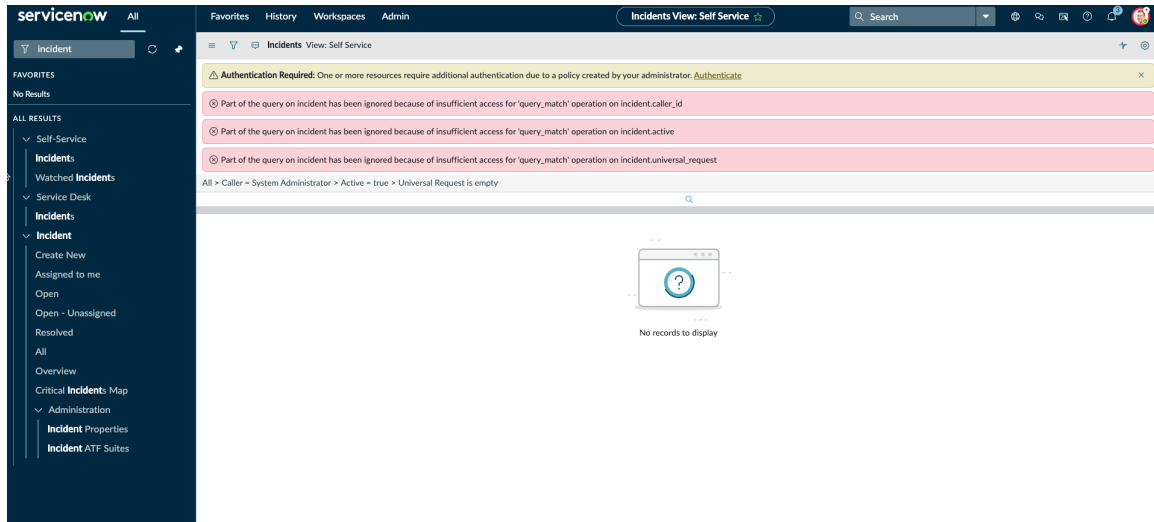 servicenow All Favorites History Workspaces Admin Incidents View: Self Service Search 3
incident
Incidents View: Self Service
FAVORITES
No Results
ALL RESULTS
Self-Service
Incidents
Watched Incidents
Service Desk
Incidents
Incident
Create New
Assigned to me
Open
Open - Unassigned
Resolved
All
Overview
Critical Incidents Map
Administration
Incident Properties
Incident ATF Suites
Authentication Required: One or more resources require additional authentication due to a policy created by your administrator. Authenticate
Part of the query on incident has been ignored because of insufficient access for 'query_match' operation on incident.caller_id
Part of the query on incident has been ignored because of insufficient access for 'query_match' operation on incident.active
Part of the query on incident has been ignored because of insufficient access for 'query_match' operation on incident.universal_request
All > Caller = System Administrator > Active = true > Universal Request is empty
?
No records to display